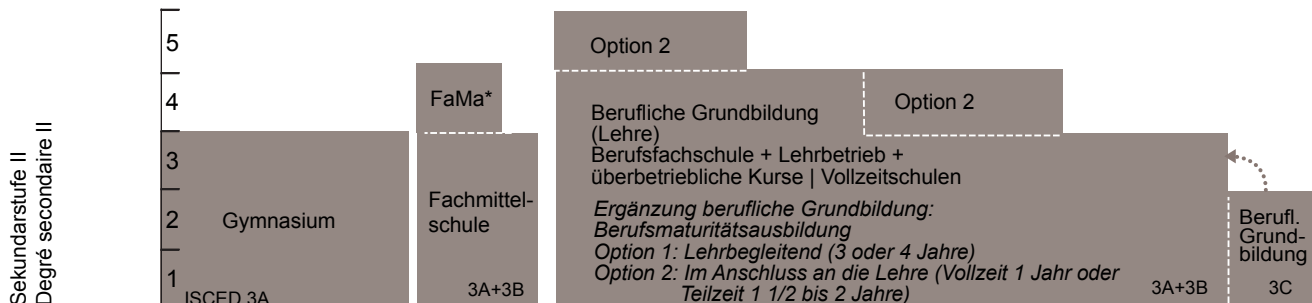 Sekundarstufe II
Degré secondaire II
5
4
3
2
1
Gymnasium
ISCED 3A
FaMa*
Fachmittel-
schule
3A+3B
Option 2
Option 2
Berufliche Grundbildung
(Lehre)
Berufsfachschule + Lehrbetrieb +
überbetriebliche Kurse | Vollzeitschulen
Ergänzung berufliche Grundbildung:
Berufsmaturitätsausbildung
Option 1: Lehrbegleitend (3 oder 4 Jahre)
Option 2: Im Anschluss an die Lehre (Vollzeit 1 Jahr oder
Teilzeit 1 1/2 bis 2 Jahre)
3A+3B
Berufl.
Grund-
bildung
3C